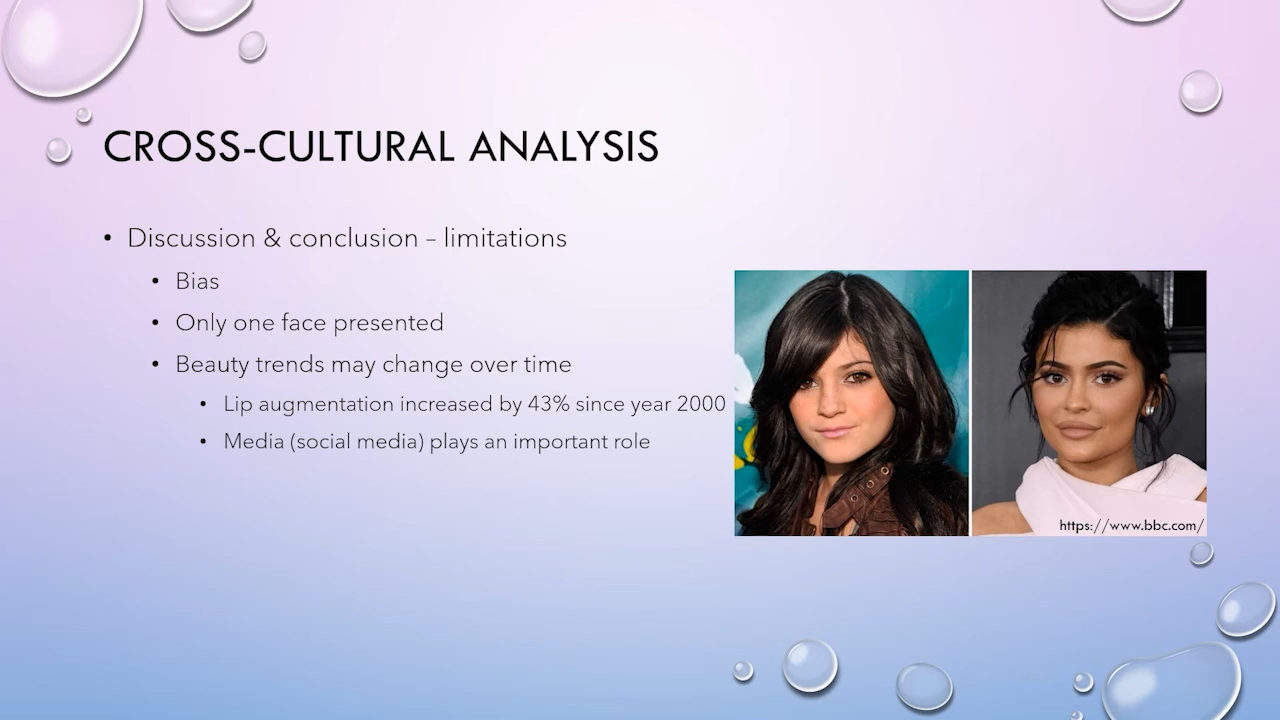 CROSS-CULTURAL ANALYSIS
• Discussion & conclusion – limitations
• Bias
• Only one face presented
• Beauty trends may change over time
• Lip augmentation increased by 43% since year 2000
• Media (social media) plays an important role
https://www.bbc.com/